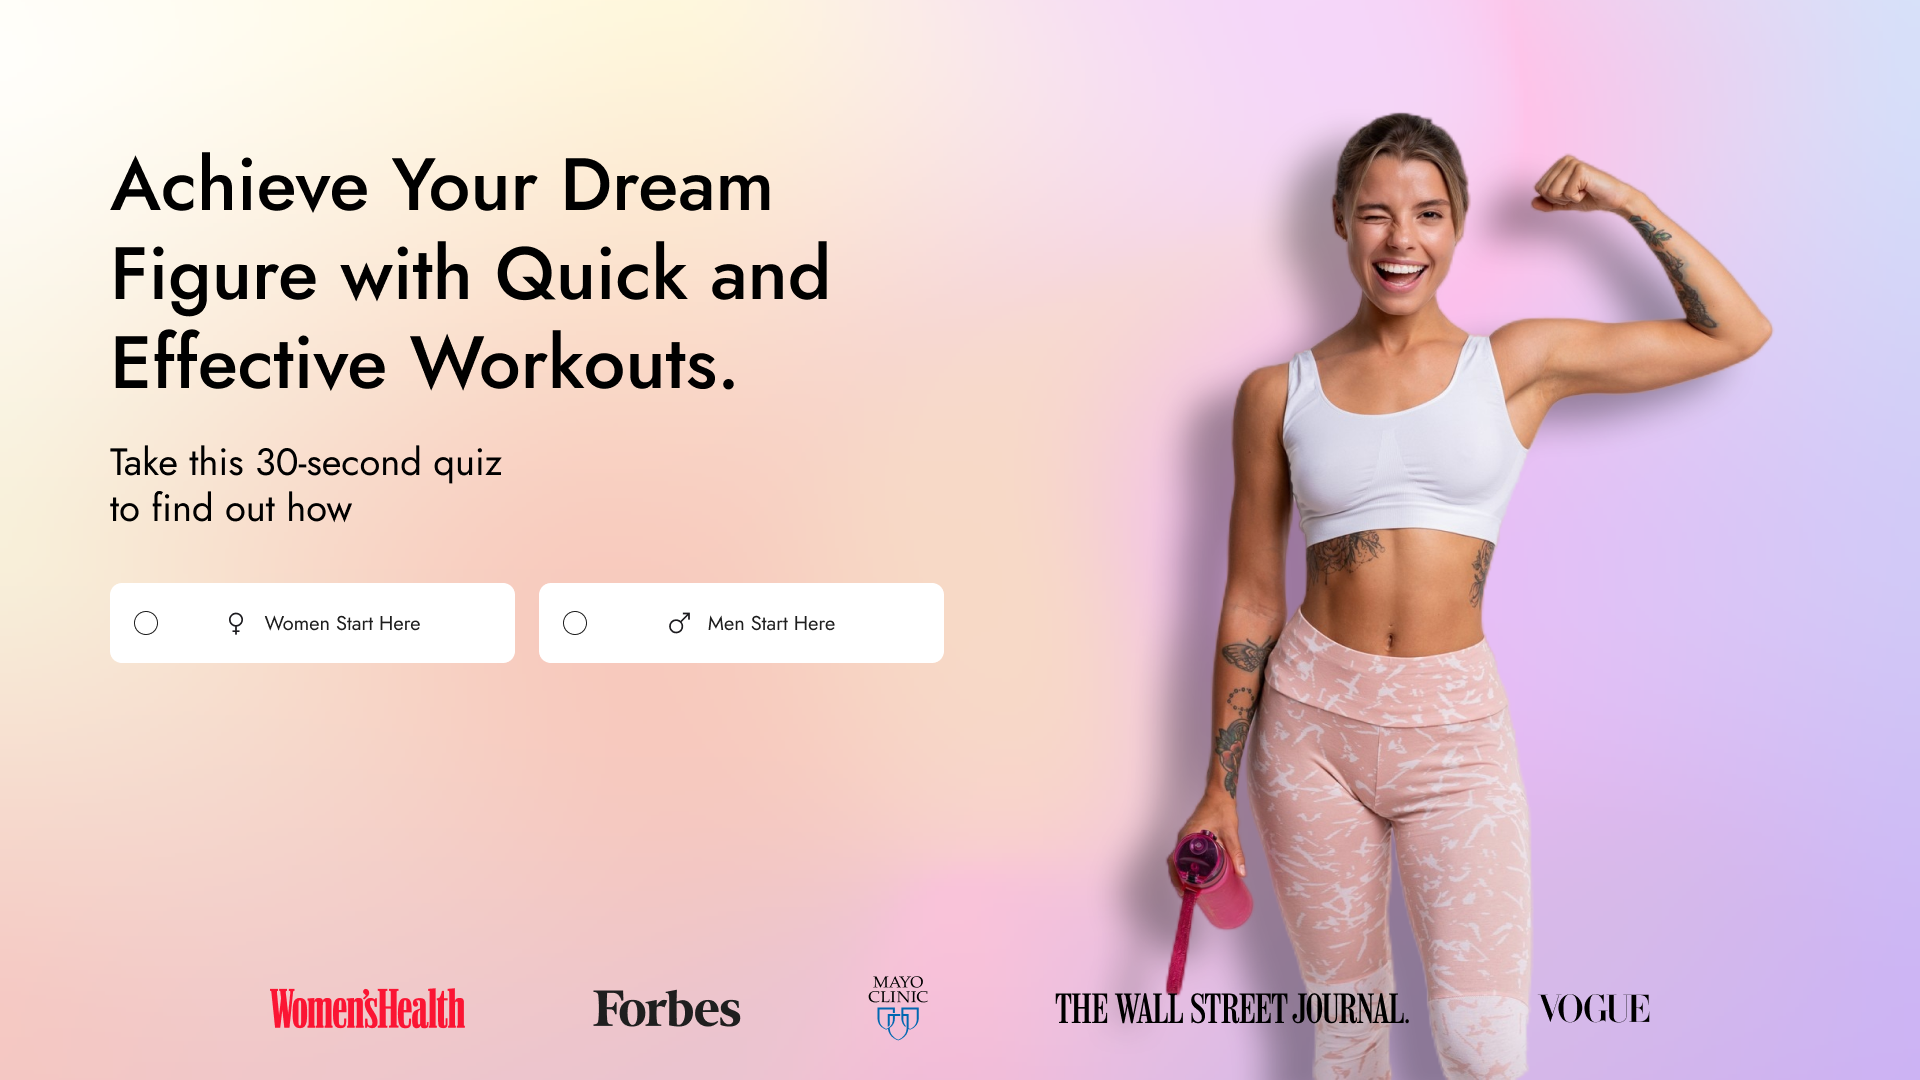 Achieve Your Dream
Figure with Quick and
Effective Workouts.
Take this 30-second quiz
to find out how
Women Start Here
Men Start Here
Women'sHealth
Forbes
MAYO
CLINIC
THE WALL STREET JOURNAL.
VOGUE